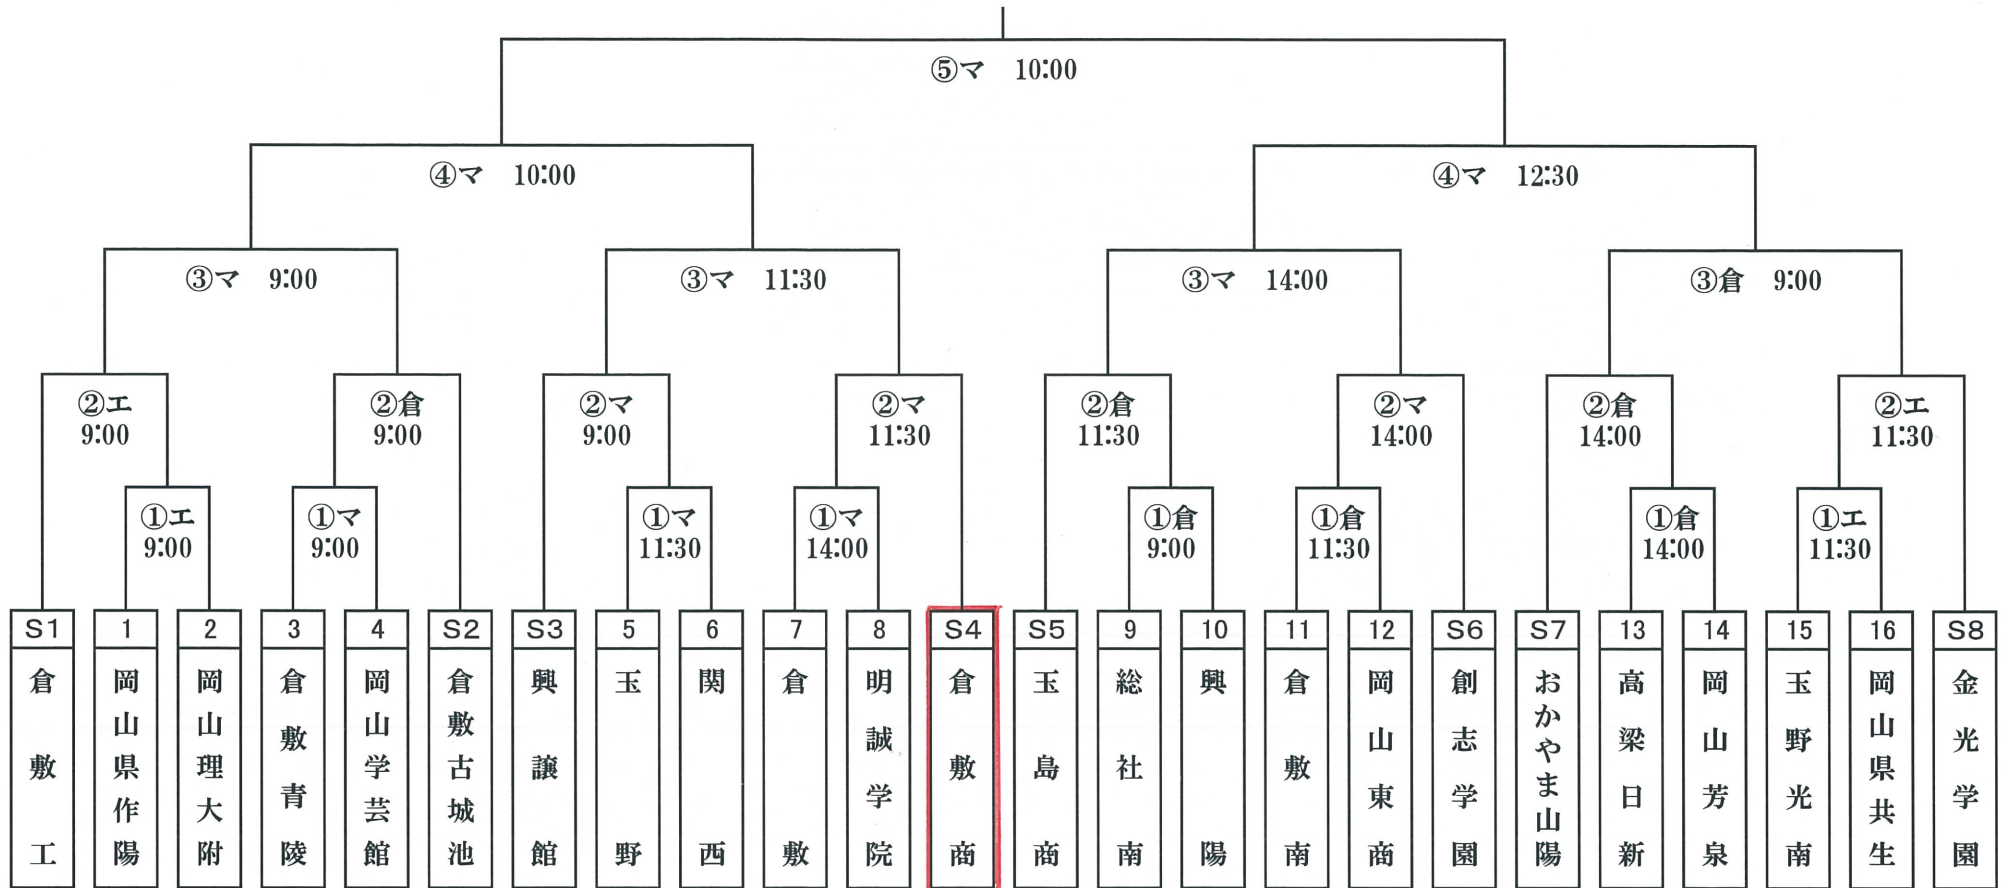 ⑤マ 10:00
④マ 10:00
④マ 12:30
③マ 9:00
③マ 11:30
③マ 14:00
③倉 9:00
②エ
9:00
②倉
9:00
②マ
9:00
②マ
11:30
②倉
11:30
②マ
14:00
②倉
14:00
②エ
11:30
①エ
9:00
①マ
9:00
①マ
11:30
①マ
14:00
①倉
9:00
①倉
11:30
①倉
14:00
①エ
11:30
S1
倉敷工
1
岡山県作陽
2
岡山理大附
3
倉敷青陵
4
岡山学芸館
S2
倉敷古城池
S3
興譲館
5
玉野
6
関西
7
倉敷
8
明誠学院
S4
倉敷商
S5
玉島商
9
総社南
10
興陽
11
倉敷南
12
岡山東商
S6
創志学園
S7
おかやま山陽
13
高梁日新
14
岡山芳泉
15
玉野光南
16
岡山県共生
S8
金光学園